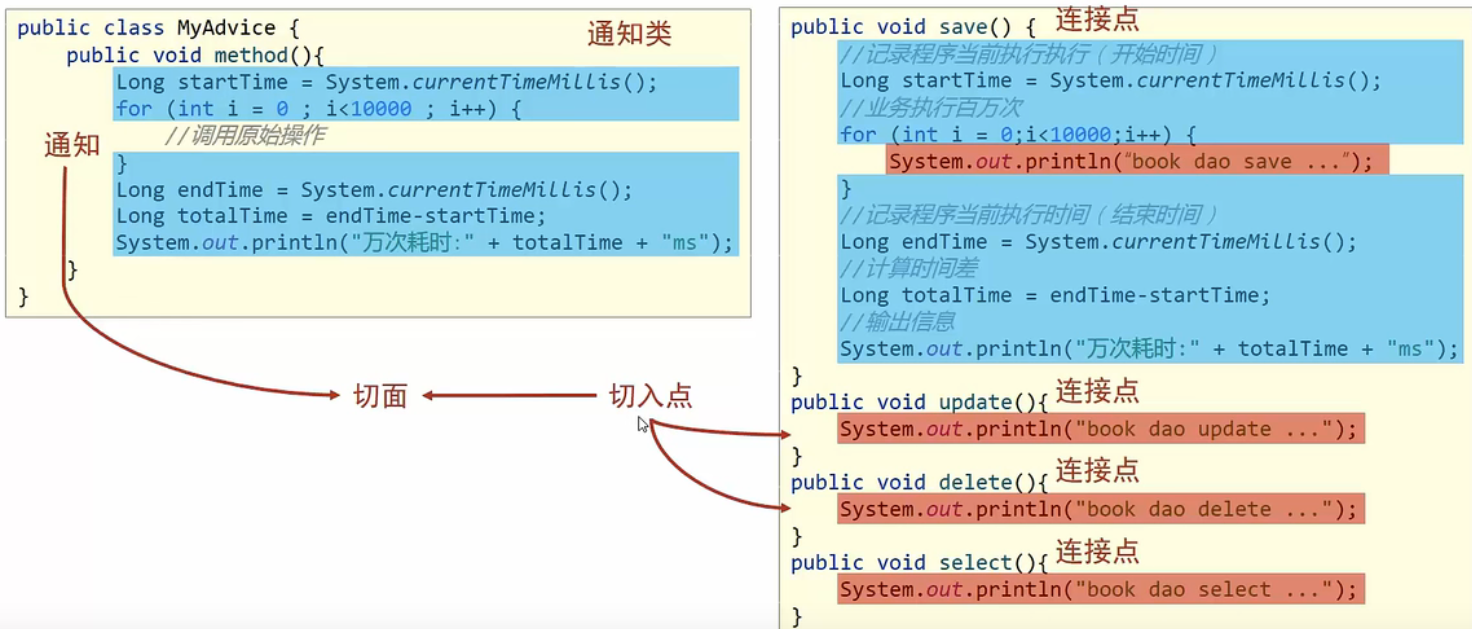 public class MyAdvice {
通知类
public void method(){
Long startTime = System.currentTimeMillis();
for (int i = 0 ; i<10000 ; i++) {
//调用原始操作
通知
}
Long endTime = System.currentTimeMillis();
Long totalTime = endTime-startTime;
System.out.println("万次耗时:" + totalTime + "ms");
}
}
切面
切入点
public void save() {
连接点
//记录程序当前执行执行（开始时间）
Long startTime = System.currentTimeMillis();
//业务执行百万次
for (int i = 0;i<10000;i++) {
System.out.println(“book dao save ...”);
}
//记录程序当前执行时间（结束时间）
Long endTime = System.currentTimeMillis();
//计算时间差
Long totalTime = endTime-startTime;
//输出信息
System.out.println("万次耗时:" + totalTime + "ms");
}
连接点
public void update(){
System.out.println("book dao update ...");
}
连接点
public void delete(){
System.out.println("book dao delete ...");
}
连接点
public void select(){
System.out.println("book dao select ...");
}